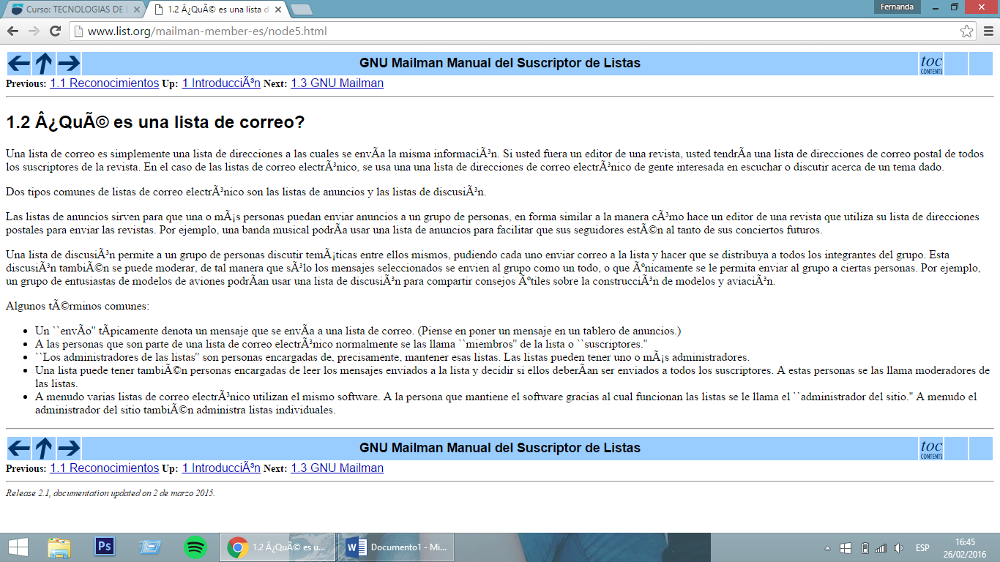 Curso: TECNOLOGIAS DE L
1.2 Â¿QuÃ© es una lista d
Fernanda
www.list.org/mailman-member-es/node5.html
GNU Mailman Manual del Suscriptor de Listas
toc
CONTENTS
Previous: 1.1 Reconocimientos Up: 1 IntroducciÃ³n Next: 1.3 GNU Mailman
1.2 Â¿QuÃ© es una lista de correo?
Una lista de correo es simplemente una lista de direcciones a las cuales se envÃ­a la misma informaciÃ³n. Si usted fuera un editor de una revista, usted tendrÃ­a una lista de direcciones de correo postal de todos
los suscriptores de la revista. En el caso de las listas de correo electrÃ³nico, se usa una una lista de direcciones de correo electrÃ³nico de gente interesada en escuchar o discutir acerca de un tema dado.
Dos tipos comunes de listas de correo electrÃ³nico son las listas de anuncios y las listas de discusiÃ³n.
Las listas de anuncios sirven para que una o mÃ¡s personas puedan enviar anuncios a un grupo de personas, en forma similar a la manera cÃ³mo hace un editor de una revista que utiliza su lista de direcciones
postales para enviar las revistas. Por ejemplo, una banda musical podrÃ­a usar una lista de anuncios para facilitar que sus seguidores estÃ©n al tanto de sus conciertos futuros.
Una lista de discusiÃ³n permite a un grupo de personas discutir temÃ¡ticas entre ellos mismos, pudiendo cada uno enviar correo a la lista y hacer que se distribuya a todos los integrantes del grupo. Esta
discusiÃ³n tambiÃ©n se puede moderar, de tal manera que sÃ³lo los mensajes seleccionados se envien al grupo como un todo, o que Ãºnicamente se le permita enviar al grupo a ciertas personas. Por ejemplo,
un grupo de entusiastas de modelos de aviones podrÃ­an usar una lista de discusiÃ³n para compartir consejos Ãºtiles sobre la construcciÃ³n de modelos y aviaciÃ³n.
Algunos tÃ©rminos comunes:
• Un ``envÃ­o'' tÃ­picamente denota un mensaje que se envÃ­a a una lista de correo. (Piense en poner un mensaje en un tablero de anuncios.)
• A las personas que son parte de una lista de correo electrÃ³nico normalmente se las llama ``miembros'' de la lista o ``suscriptores.''
• ``Los administradores de las listas'' son personas encargadas de, precisamente, mantener esas listas. Las listas pueden tener uno o mÃ¡s administradores.
• Una lista puede tener tambiÃ©n personas encargadas de leer los mensajes enviados a la lista y decidir si ellos deberÃ­an ser enviados a todos los suscriptores. A estas personas se las llama moderadores de
las listas.
• A menudo varias listas de correo electrÃ³nico utilizan el mismo software. A la persona que mantiene el software gracias al cual funcionan las listas se le llama el ``administrador del sitio.'' A menudo el
administrador del sitio tambiÃ©n administra listas individuales.
GNU Mailman Manual del Suscriptor de Listas
toc
CONTENTS
Previous: 1.1 Reconocimientos Up: 1 IntroducciÃ³n Next: 1.3 GNU Mailman
Release 2.1, documentation updated on 2 de marzo 2015.
Ps
1.2 Â¿QuÃ© es u...
Documento1 - Mi...
ESP
16:45
26/02/2016